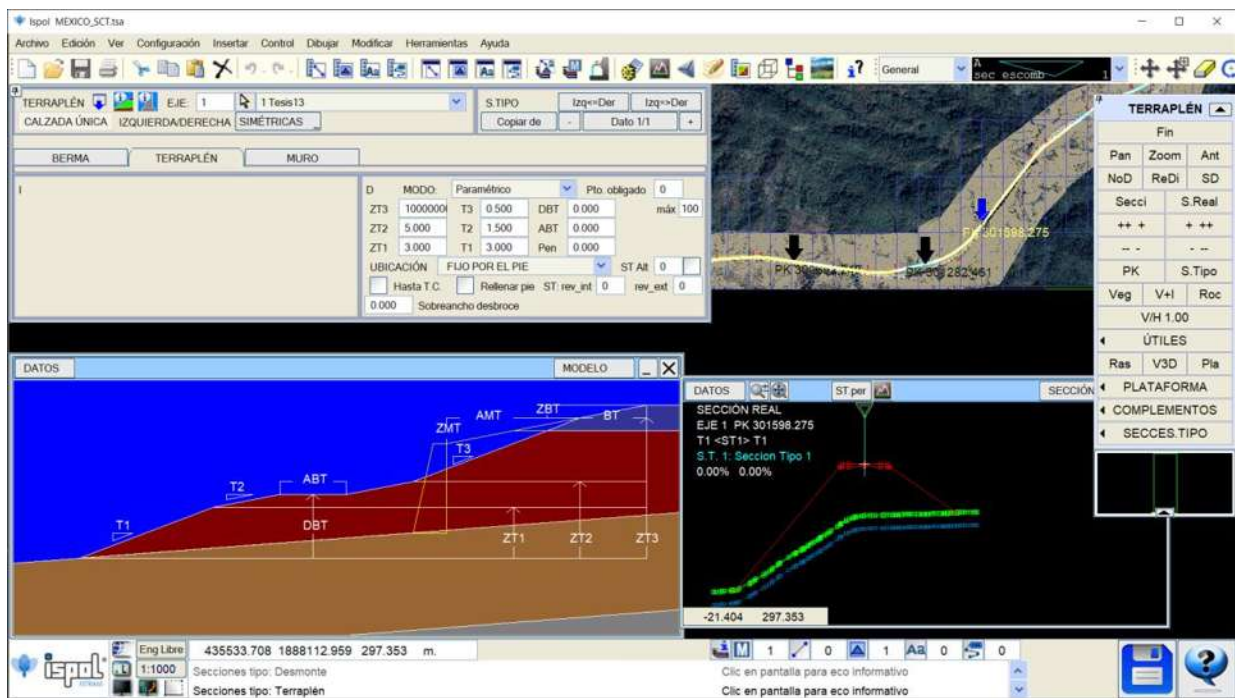 Ispol MEXICO_SCT.tsa
Archivo Edición Ver Configuración Insertar Control Dibujar Modificar Herramientas Ayuda
General
A
sec escomb 1
TERRAPLÉN EJE: 1 1 Tesis13
CALZADA ÚNICA IZQUIERDA/DERECHA SIMÉTRICAS
S.TIPO Izq<=Der Izq=>Der
Copiar de - Dato 1/1 +
BERMA TERRAPLÉN MURO
I
D MODO: Paramétrico Pto. obligado 0
ZT3 1000000 T3 0.500 DBT 0.000 máx 100
ZT2 5.000 T2 1.500 ABT 0.000
ZT1 3.000 T1 3.000 Pen 0.000
UBICACIÓN FIJO POR EL PIE ST Alt 0
Hasta T.C. Rellenar pie ST: rev_int 0 rev_ext 0
0.000 Sobreancho desbroce
PK 301598.275
TERRAPLÉN
Fin
Pan Zoom Ant
NoD ReDi SD
Secci S.Real
++ + + ++
- - - - -
PK S.Tipo
Veg V+I Roc
V/H 1.00
ÚTILES
Ras V3D Pla
PLATAFORMA
COMPLEMENTOS
SECCES.TIPO
DATOS MODELO
AMT ZBT BT
ZMT
T3
ABT
T2
T1
DBT
ZT1 ZT2 ZT3
DATOS ST.per SECCIÓN
SECCIÓN REAL
EJE 1 PK 301598.275
T1 <ST1> T1
S.T. 1: Seccion Tipo 1
0.00% 0.00%
-21.404 297.353
ispol
Eng Libre 435533.708 1888112.959 297.353 m. M 1 0 1 Aa 0 0
1:1000 Secciones tipo: Desmonte Clic en pantalla para eco informativo
Secciones tipo: Terraplén Clic en pantalla para eco informativo